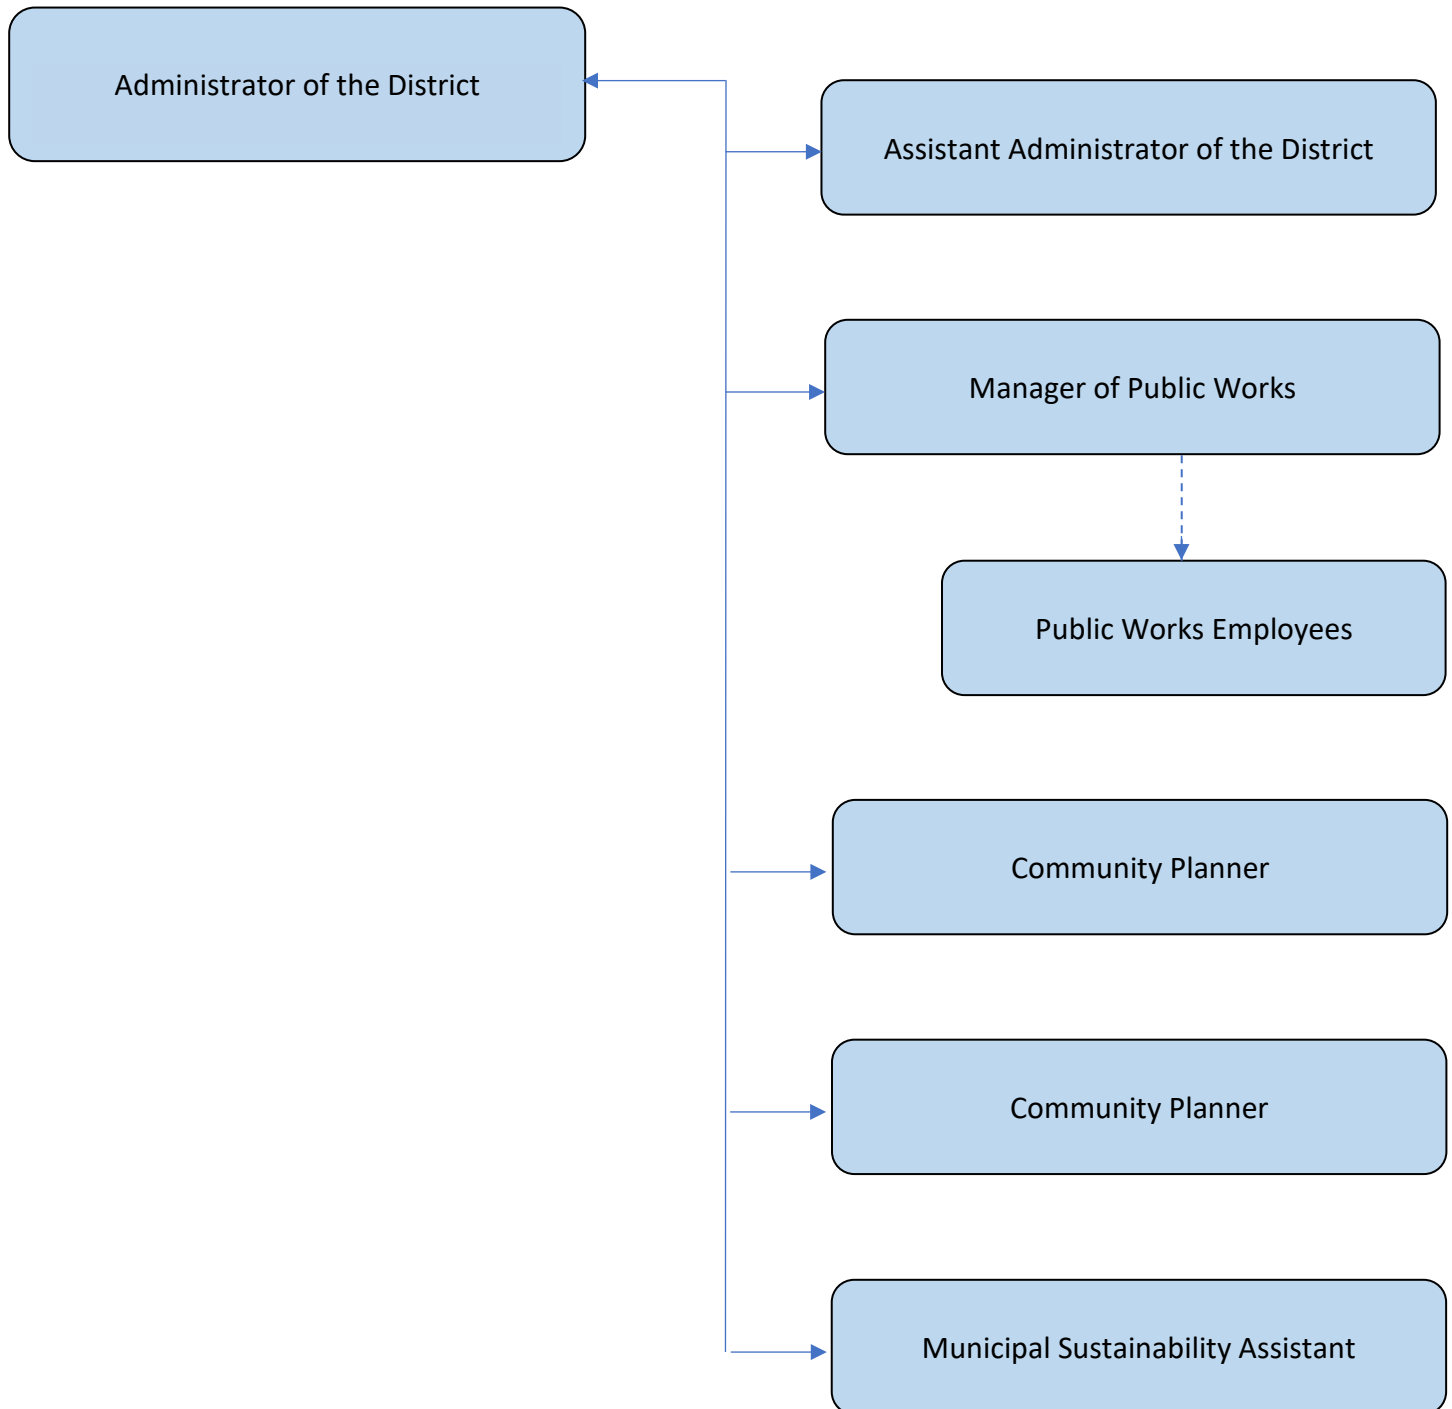 Administrator of the District
Assistant Administrator of the District
Manager of Public Works
Public Works Employees
Community Planner
Community Planner
Municipal Sustainability Assistant